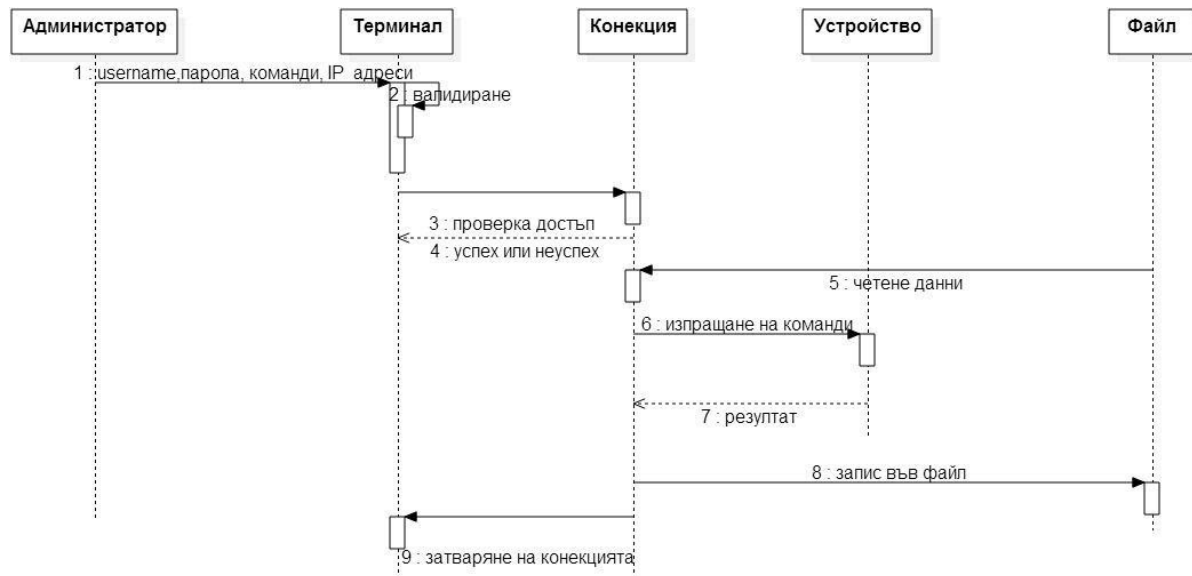 Администратор
Терминал
Конекция
Устройство
Файл
1 : username,парола, команди, IP адреси
2 : валидиране
3 : проверка достъп
4 : успех или неуспех
5 : четене данни
6 : изпращане на команди
7 : резултат
8 : запис във файл
9 : затваряне на конекцията